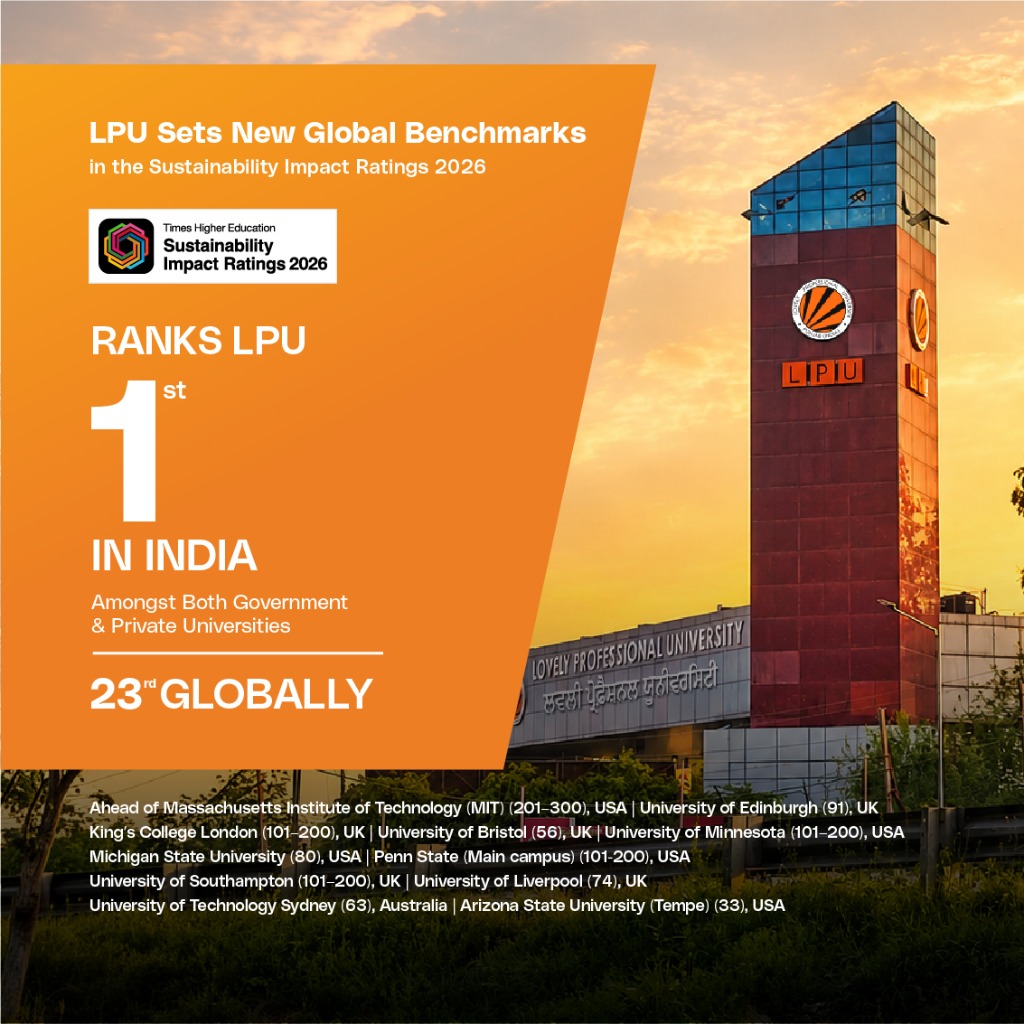 LPU Sets New Global Benchmarks
in the Sustainability Impact Ratings 2026
Times Higher Education
Sustainability
Impact Ratings 2026
RANKS LPU
1st
IN INDIA
Amongst Both Government
& Private Universities
23rd GLOBALLY
LPU
LOVELY PROFESSIONAL UNIVERSITY
ਲਵਲੀ ਪ੍ਰੋਫੈਸ਼ਨਲ ਯੂਨੀਵਰਸਿਟੀ
Ahead of Massachusetts Institute of Technology (MIT) (201–300), USA | University of Edinburgh (91), UK
King's College London (101–200), UK | University of Bristol (56), UK | University of Minnesota (101–200), USA
Michigan State University (80), USA | Penn State (Main campus) (101-200), USA
University of Southampton (101–200), UK | University of Liverpool (74), UK
University of Technology Sydney (63), Australia | Arizona State University (Tempe) (33), USA